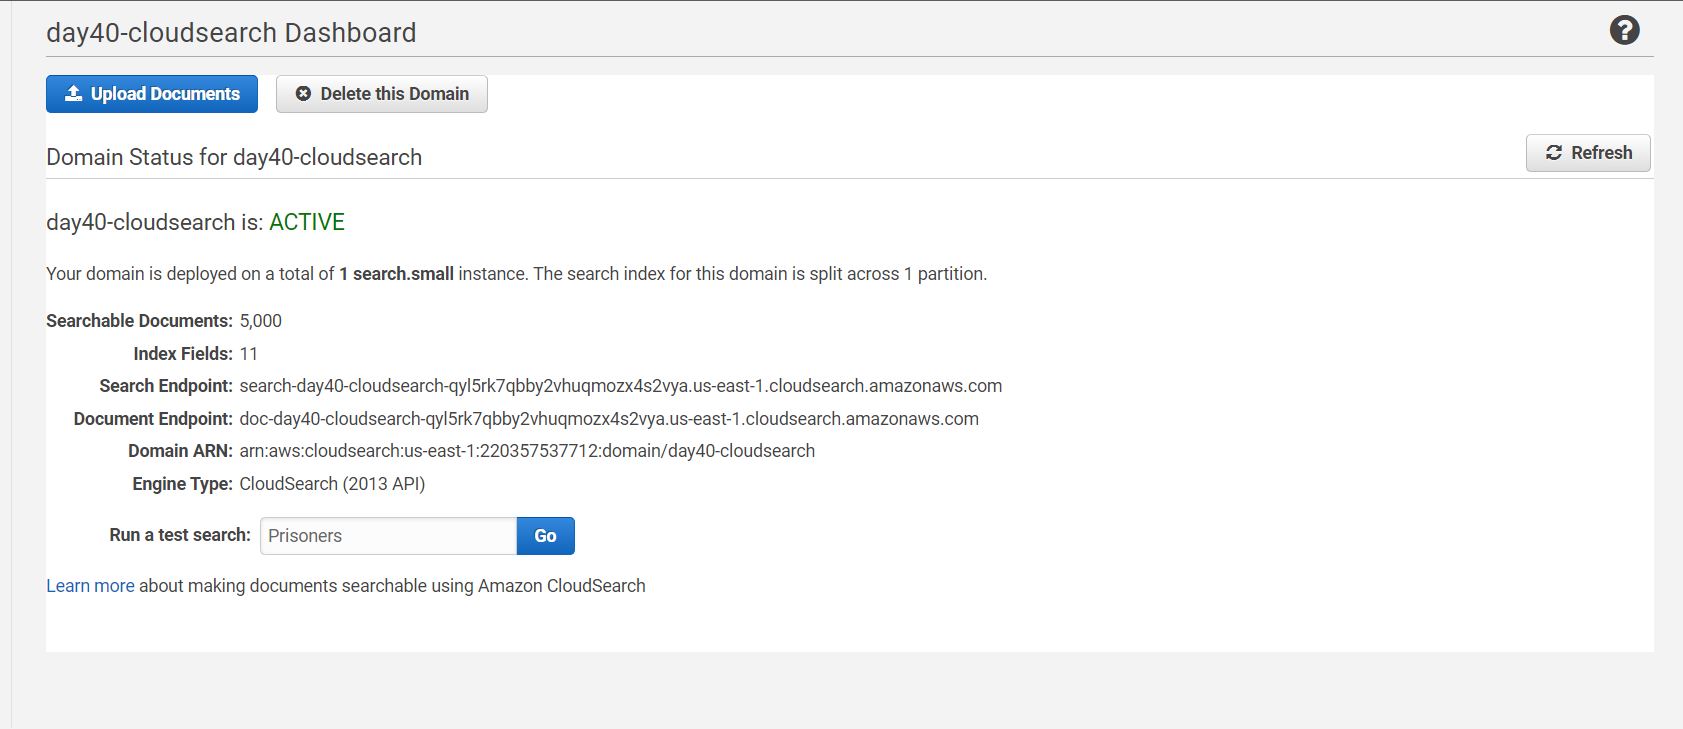 day40-cloudsearch Dashboard
Upload Documents Delete this Domain
Domain Status for day40-cloudsearch Refresh
day40-cloudsearch is: ACTIVE
Your domain is deployed on a total of 1 search.small instance. The search index for this domain is split across 1 partition.
Searchable Documents: 5,000
Index Fields: 11
Search Endpoint: search-day40-cloudsearch-qyl5rk7qbby2vhuqmozx4s2vya.us-east-1.cloudsearch.amazonaws.com
Document Endpoint: doc-day40-cloudsearch-qyl5rk7qbby2vhuqmozx4s2vya.us-east-1.cloudsearch.amazonaws.com
Domain ARN: arn:aws:cloudsearch:us-east-1:220357537712:domain/day40-cloudsearch
Engine Type: CloudSearch (2013 API)
Run a test search: Prisoners Go
Learn more about making documents searchable using Amazon CloudSearch